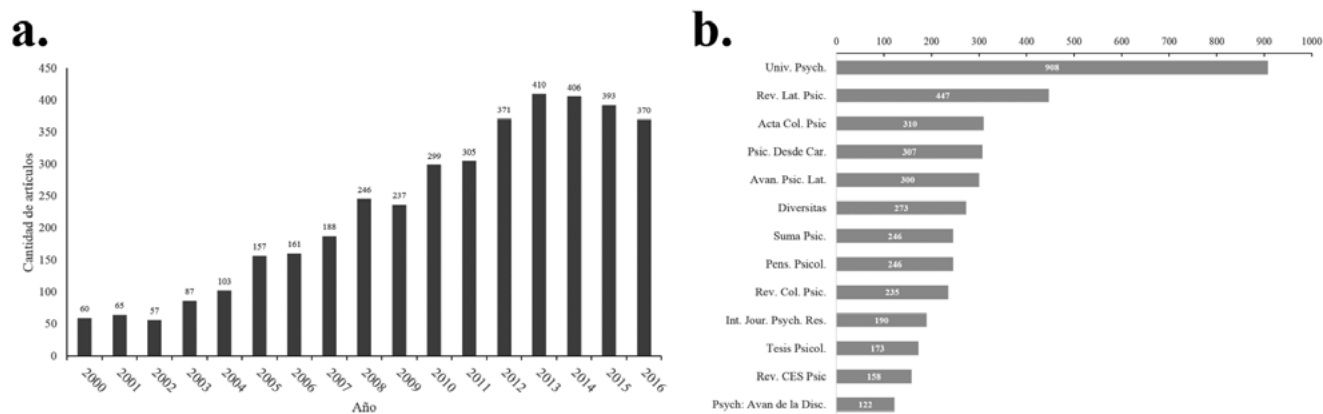 a.
Cantidad de artículos
450
400
350
300
250
200
150
100
50
0
60
65
57
87
103
157
161
188
246
237
299
305
371
410
406
393
370
2000
2001
2002
2003
2004
2005
2006
2007
2008
2009
2010
2011
2012
2013
2014
2015
2016
Año
b.
0 100 200 300 400 500 600 700 800 900 1000
Univ. Psych. 908
Rev. Lat. Psic. 447
Acta Col. Psic 310
Psic. Desde Car. 307
Avan. Psic. Lat. 300
Diversitas 273
Suma Psic. 246
Pens. Psicol. 246
Rev. Col. Psic. 235
Int. Jour. Psych. Res. 190
Tesis Psicol. 173
Rev. CES Psic 158
Psych: Avan de la Disc. 122